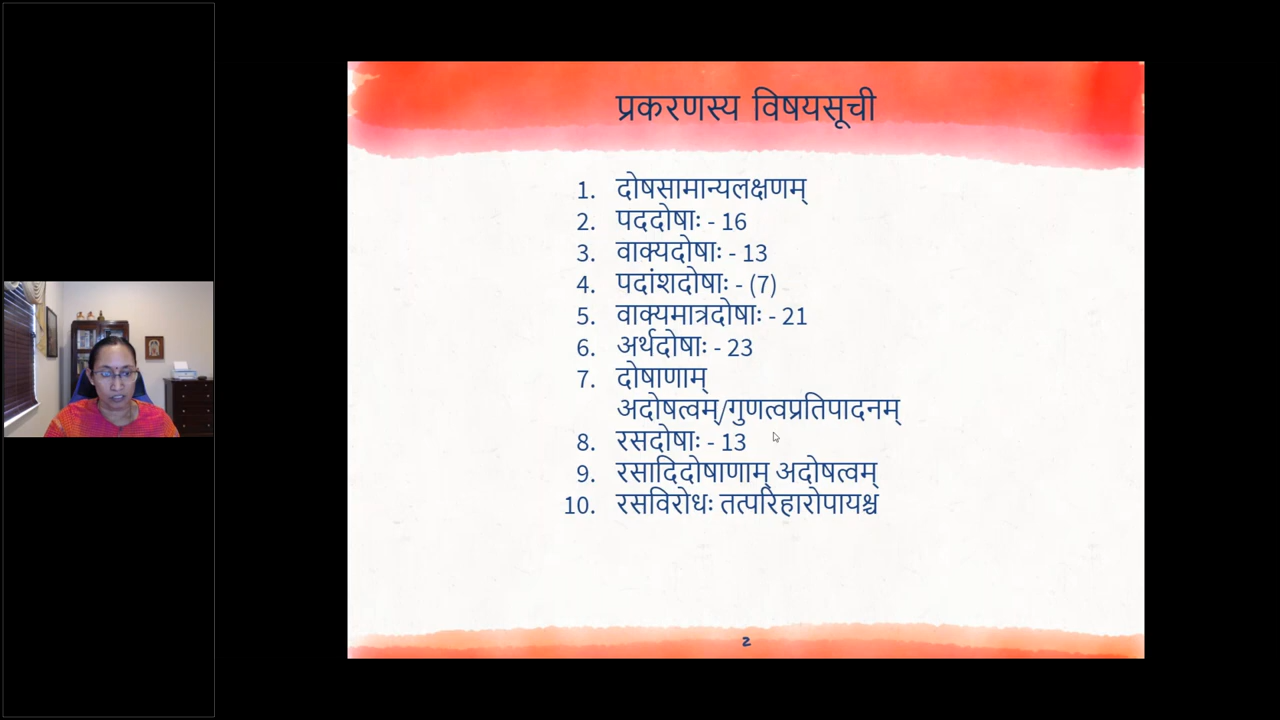 प्रकरणस्य विषयसूची
1. दोषसामान्यलक्षणम्
2. पददोषाः - 16
3. वाक्यदोषाः - 13
4. पदांशदोषाः - (7)
5. वाक्यमात्रदोषाः - 21
6. अर्थदोषाः - 23
7. दोषाणाम्
अदोषत्वम्/गुणत्वप्रतिपादनम्
8. रसदोषाः - 13
9. रसादिदोषाणाम् अदोषत्वम्
10. रसविरोधः तत्परिहारोपायश्च
2